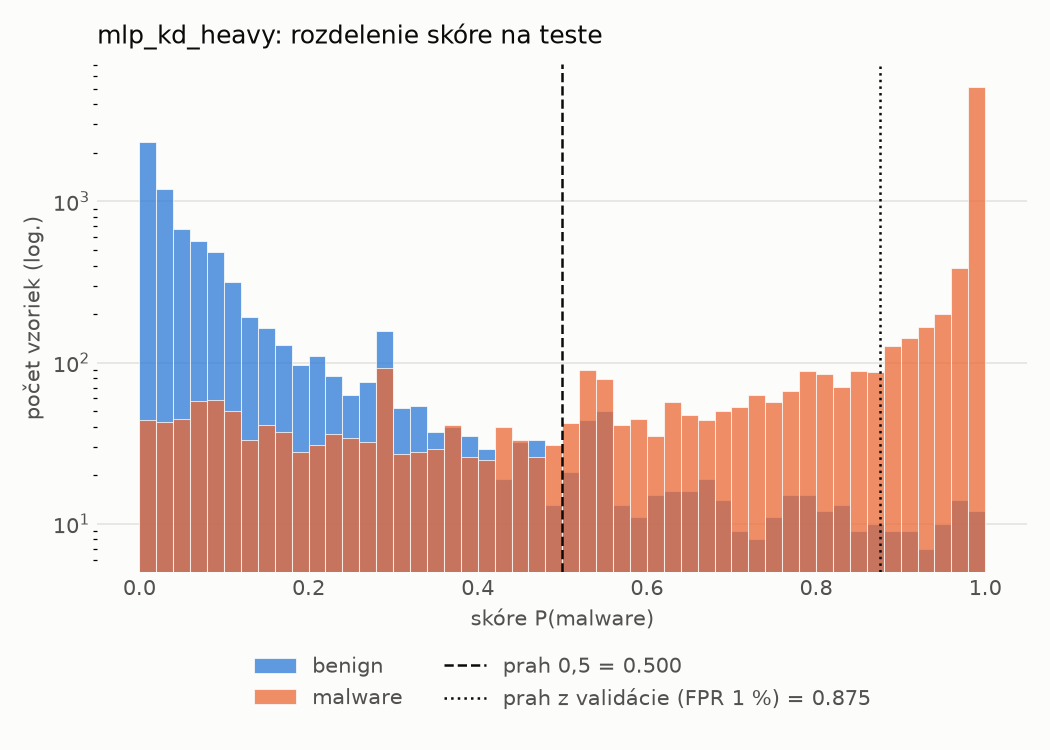 mlp_kd_heavy: rozdelenie skóre na teste
počet vzoriek (log.)
10³
10²
10¹
0.0 0.2 0.4 0.6 0.8 1.0
skóre P(malware)
benign
malware
prah 0,5 = 0.500
prah z validácie (FPR 1 %) = 0.875